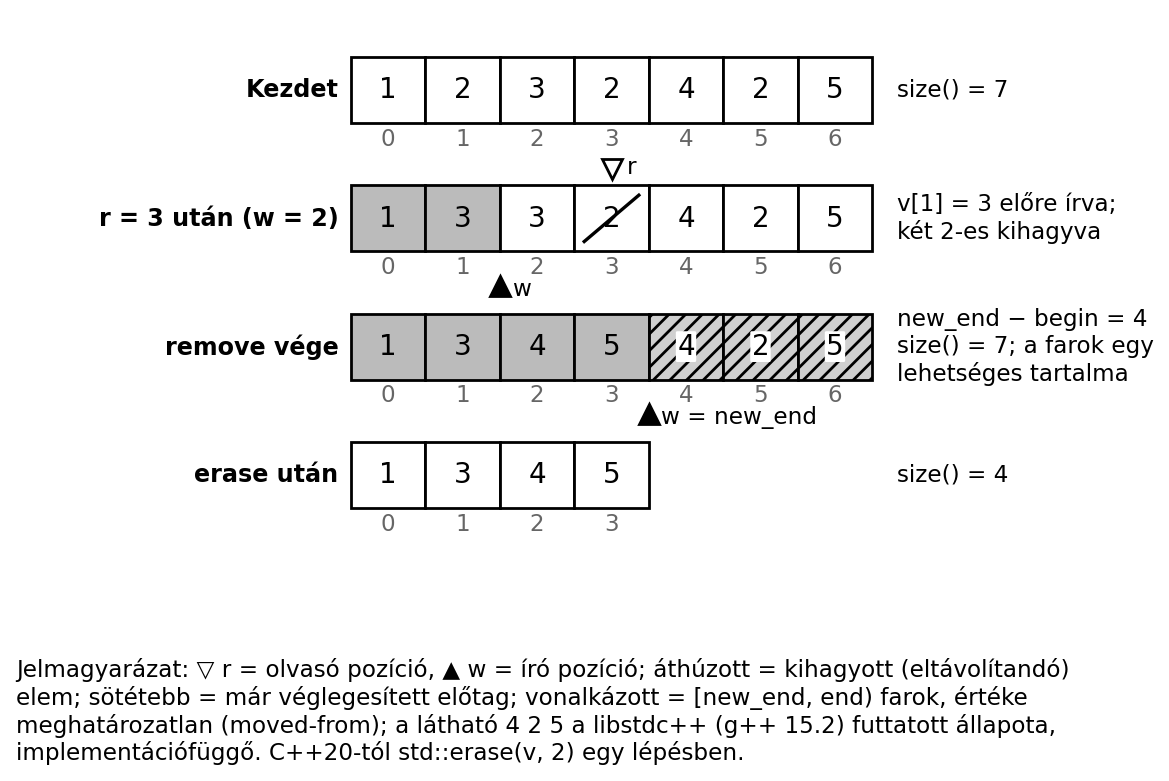 Kezdet 1 2 3 2 4 2 5 size() = 7
0 1 2 3 4 5 6
▽ r
r = 3 után (w = 2) 1 3 3 2 4 2 5 v[1] = 3 előre írva;
két 2-es kihagyva
0 1 2 3 4 5 6
▲ w
remove vége 1 3 4 5 4 2 5 new_end − begin = 4
size() = 7; a farok egy
lehetséges tartalma
0 1 2 3 4 5 6
▲ w = new_end
erase után 1 3 4 5 size() = 4
0 1 2 3
Jelmagyarázat: ▽ r = olvasó pozíció, ▲ w = író pozíció; áthúzott = kihagyott (eltávolítandó)
elem; sötétebb = már véglegesített előtag; vonalkázott = [new_end, end) farok, értéke
meghatározatlan (moved-from); a látható 4 2 5 a libstdc++ (g++ 15.2) futtatott állapota,
implementációfüggő. C++20-tól std::erase(v, 2) egy lépésben.